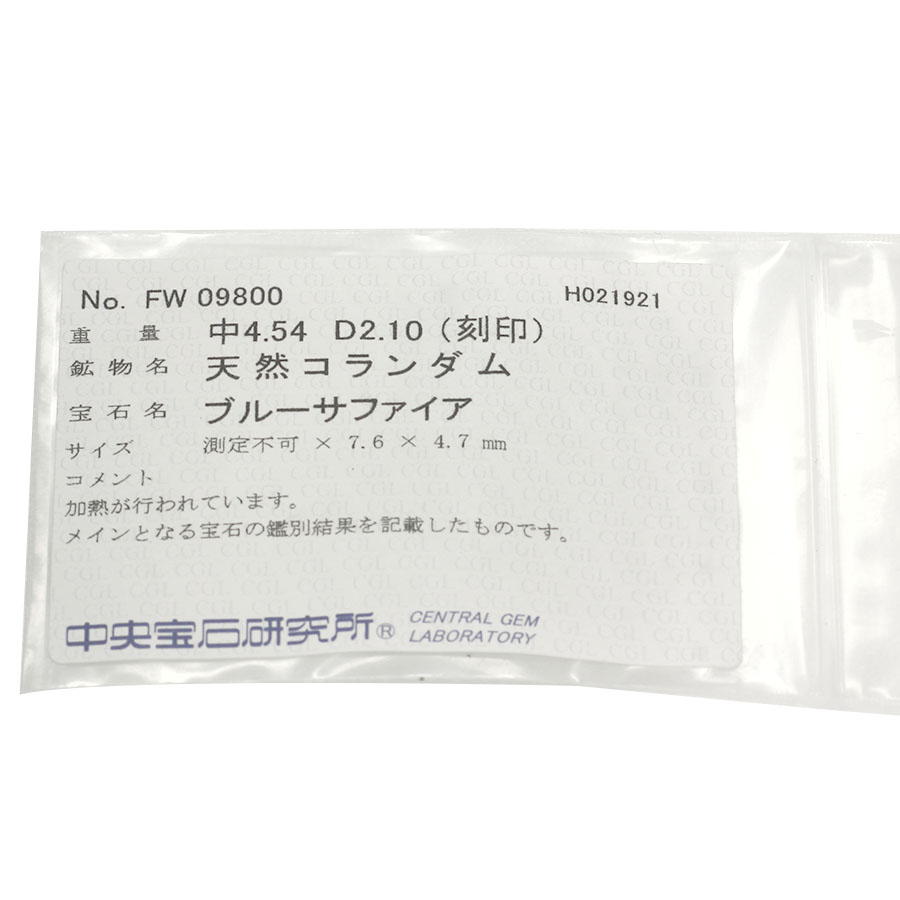 No. FW 09800 H021921
重量 中4.54 D2.10 (刻印)
鉱物名 天然コランダム
宝石名 ブルーサファイア
サイズ 測定不可 × 7.6 × 4.7 mm
コメント
加熱が行われています。
メインとなる宝石の鑑別結果を記載したものです。
中央宝石研究所® CENTRAL GEM
LABORATORY